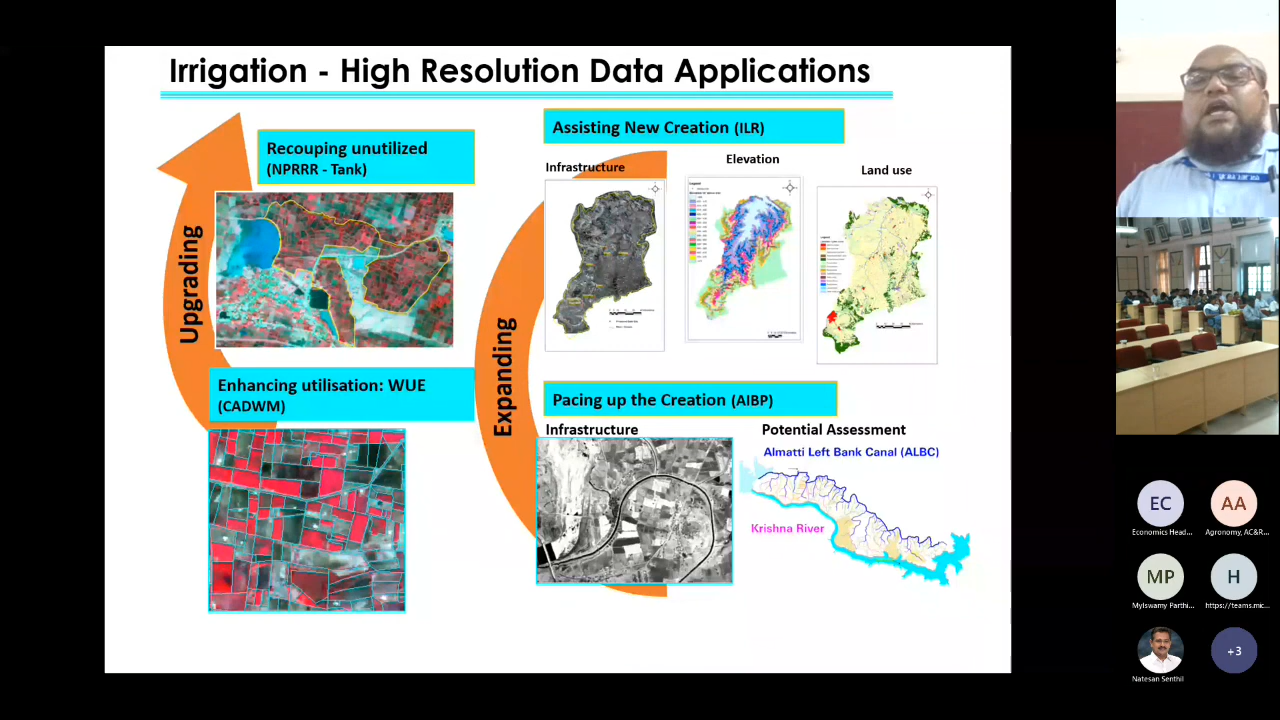 Irrigation - High Resolution Data Applications
Recouping unutilized
(NPRRR - Tank)
Upgrading
Enhancing utilisation: WUE
(CADWM)
Expanding
Assisting New Creation (ILR)
Infrastructure
Elevation
Land use
Pacing up the Creation (AIBP)
Infrastructure
Potential Assessment
Almatti Left Bank Canal (ALBC)
Krishna River
EC
Economics Head...
AA
Agronomy, AC&R...
MP
Mylswamy Parthi...
H
https://teams.mic...
Natesan Senthil
+3